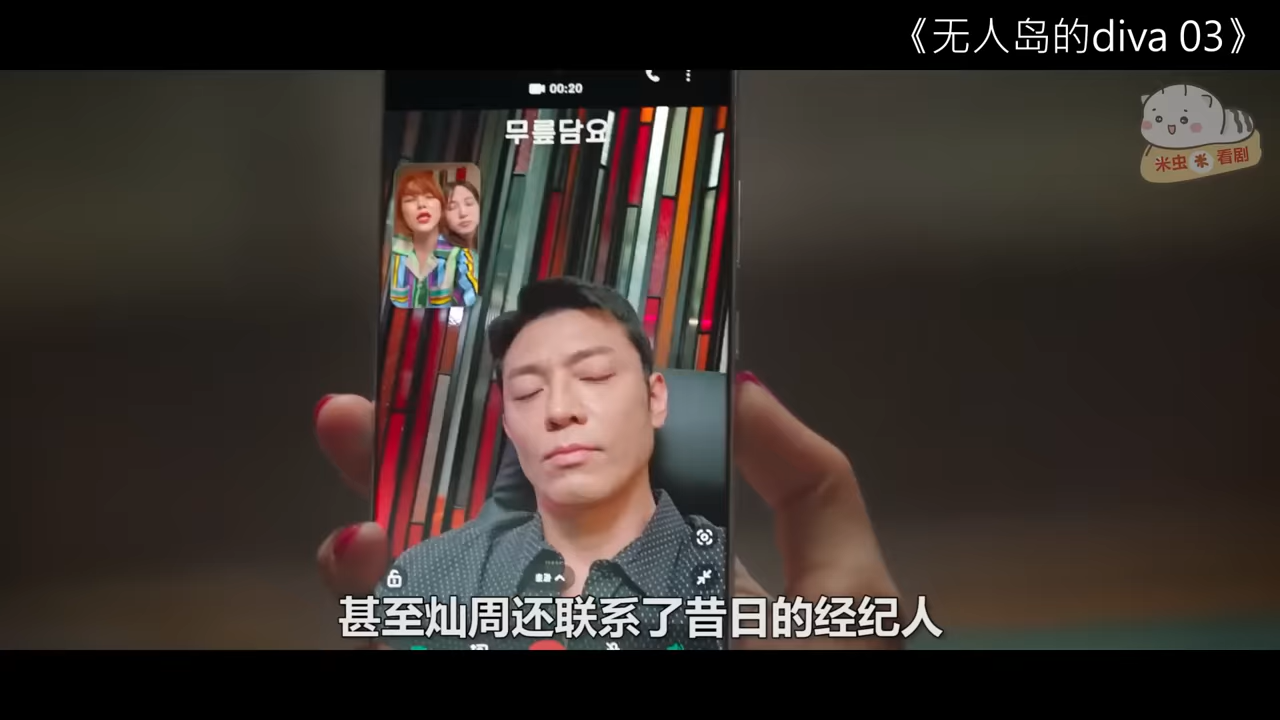 《无人岛的diva 03》
00:20
무릎담요
米虫 米 看剧
甚至灿周还联系了昔日的经纪人